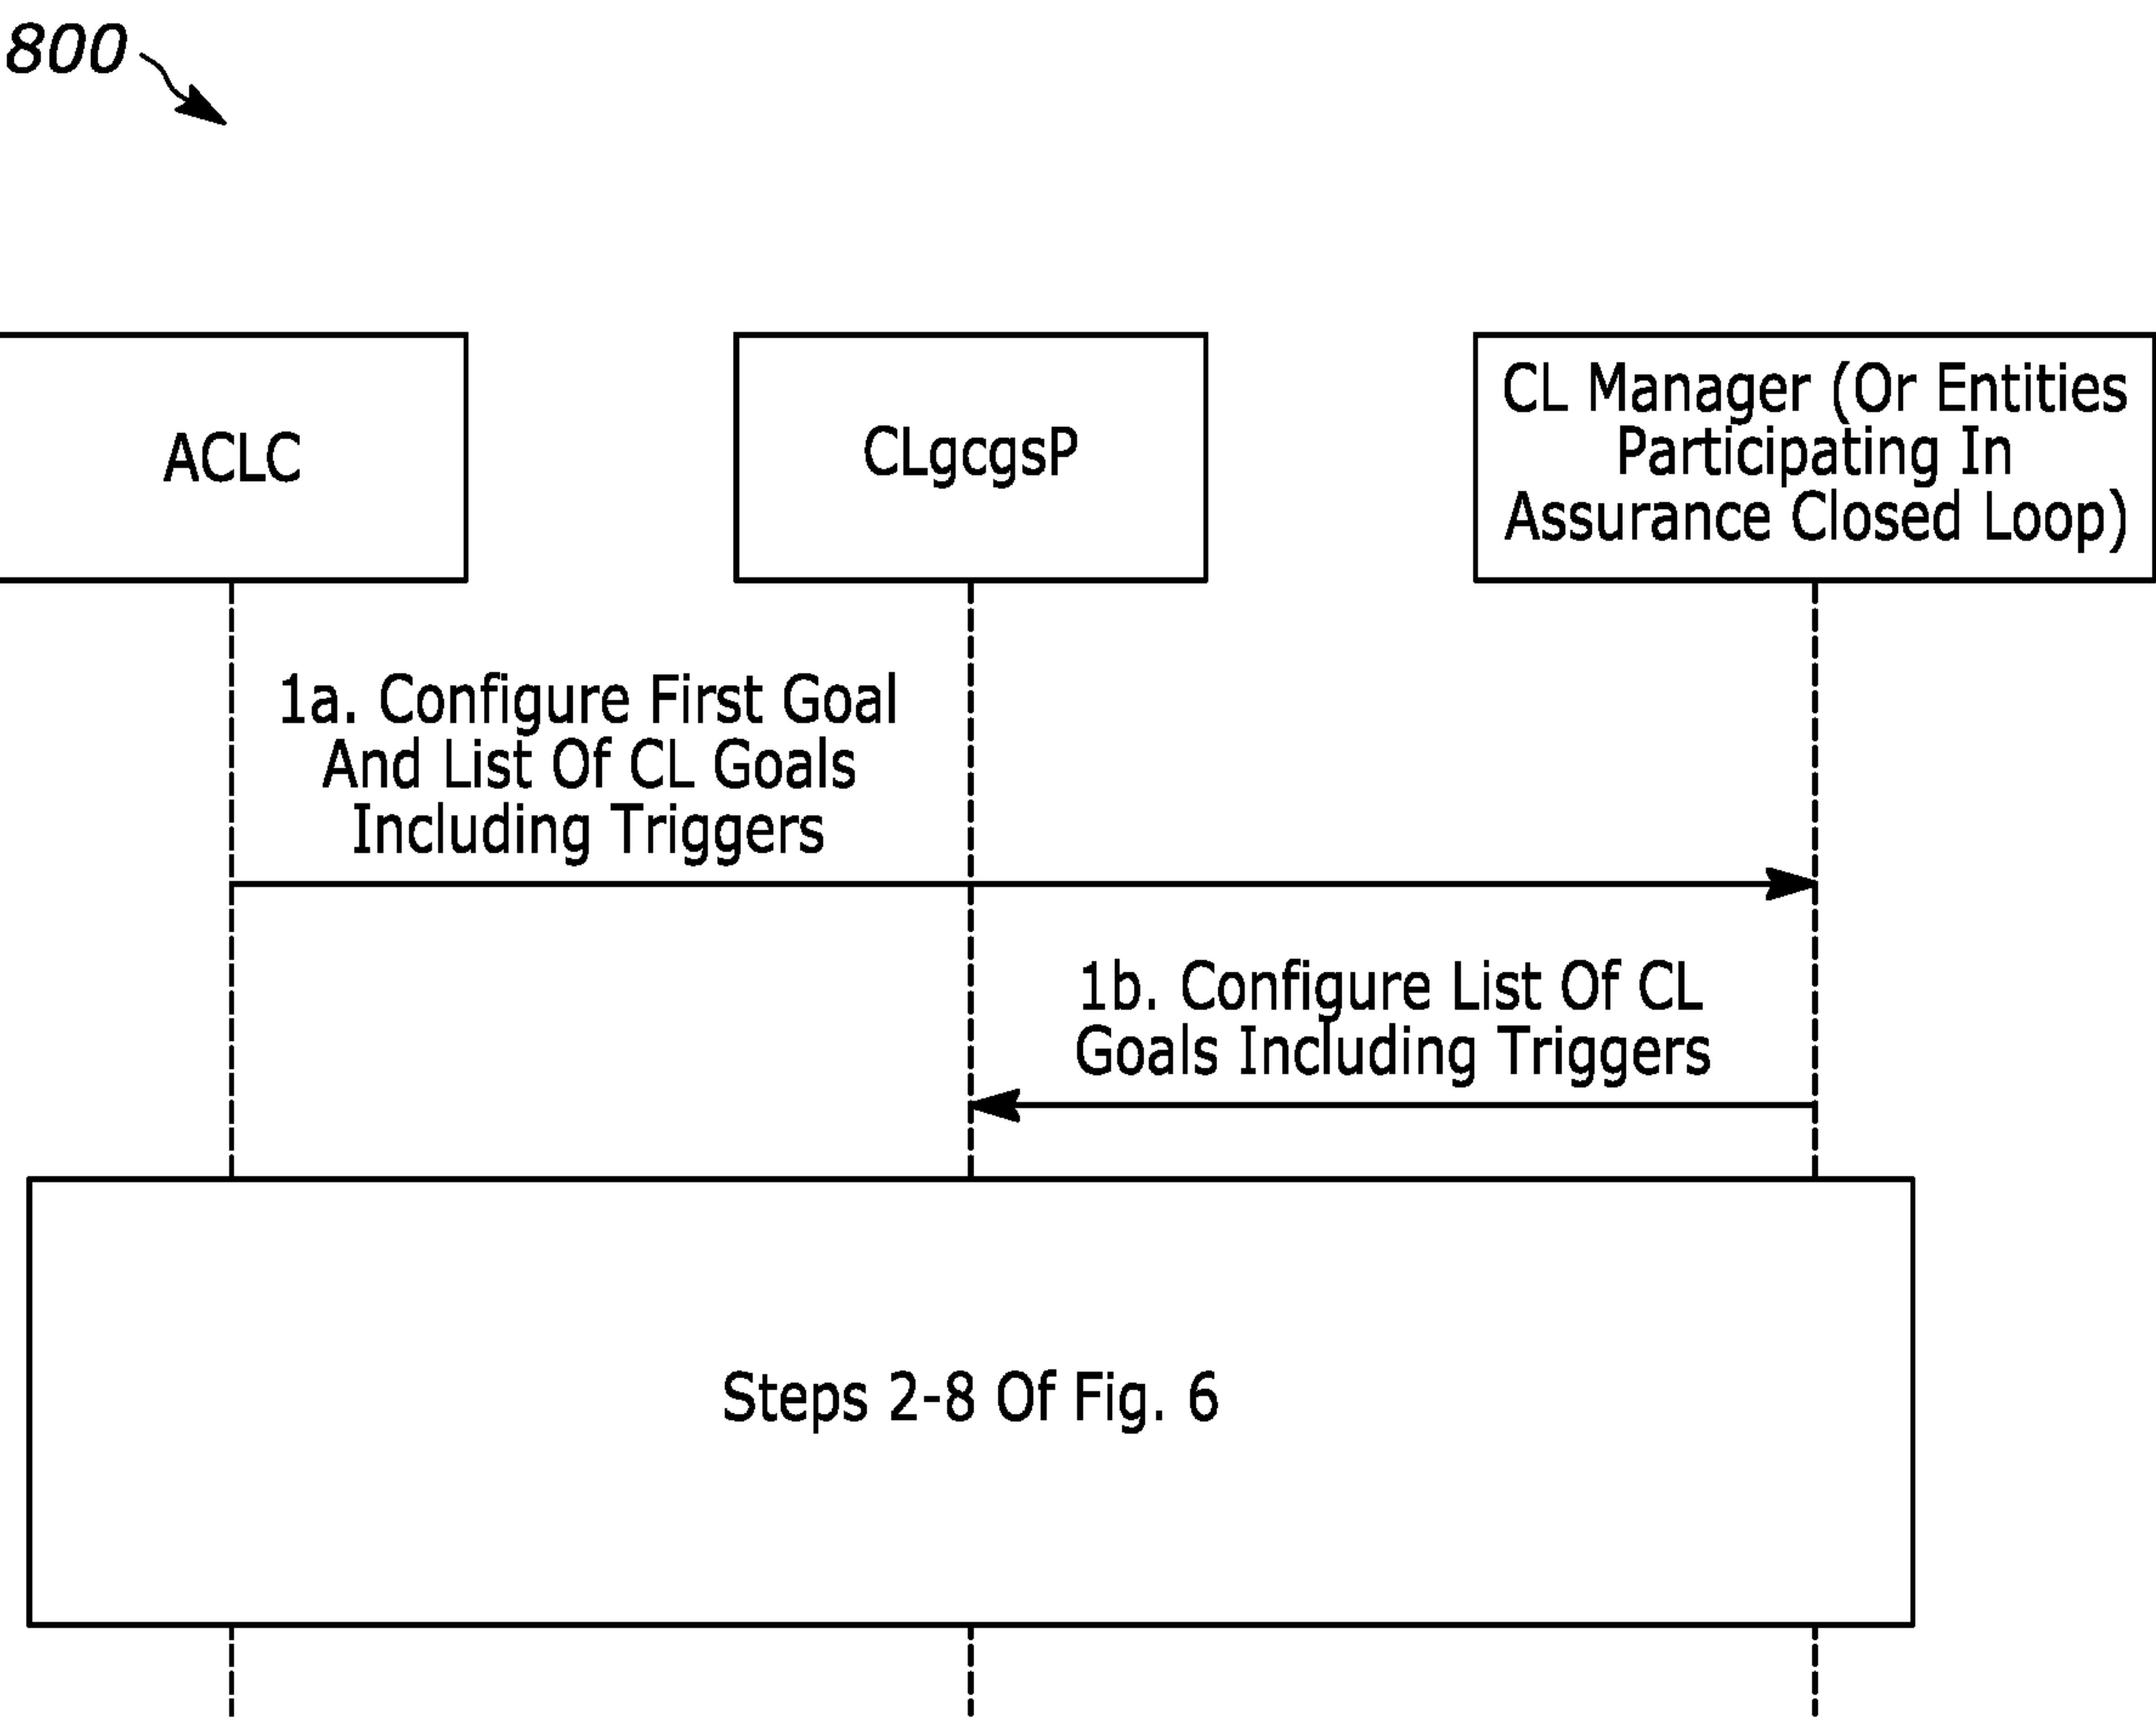 800
ACLC
CLgcgsP
CL Manager (Or Entities
Participating In
Assurance Closed Loop)
1a. Configure First Goal
And List Of CL Goals
Including Triggers
1b. Configure List Of CL
Goals Including Triggers
Steps 2-8 Of Fig. 6